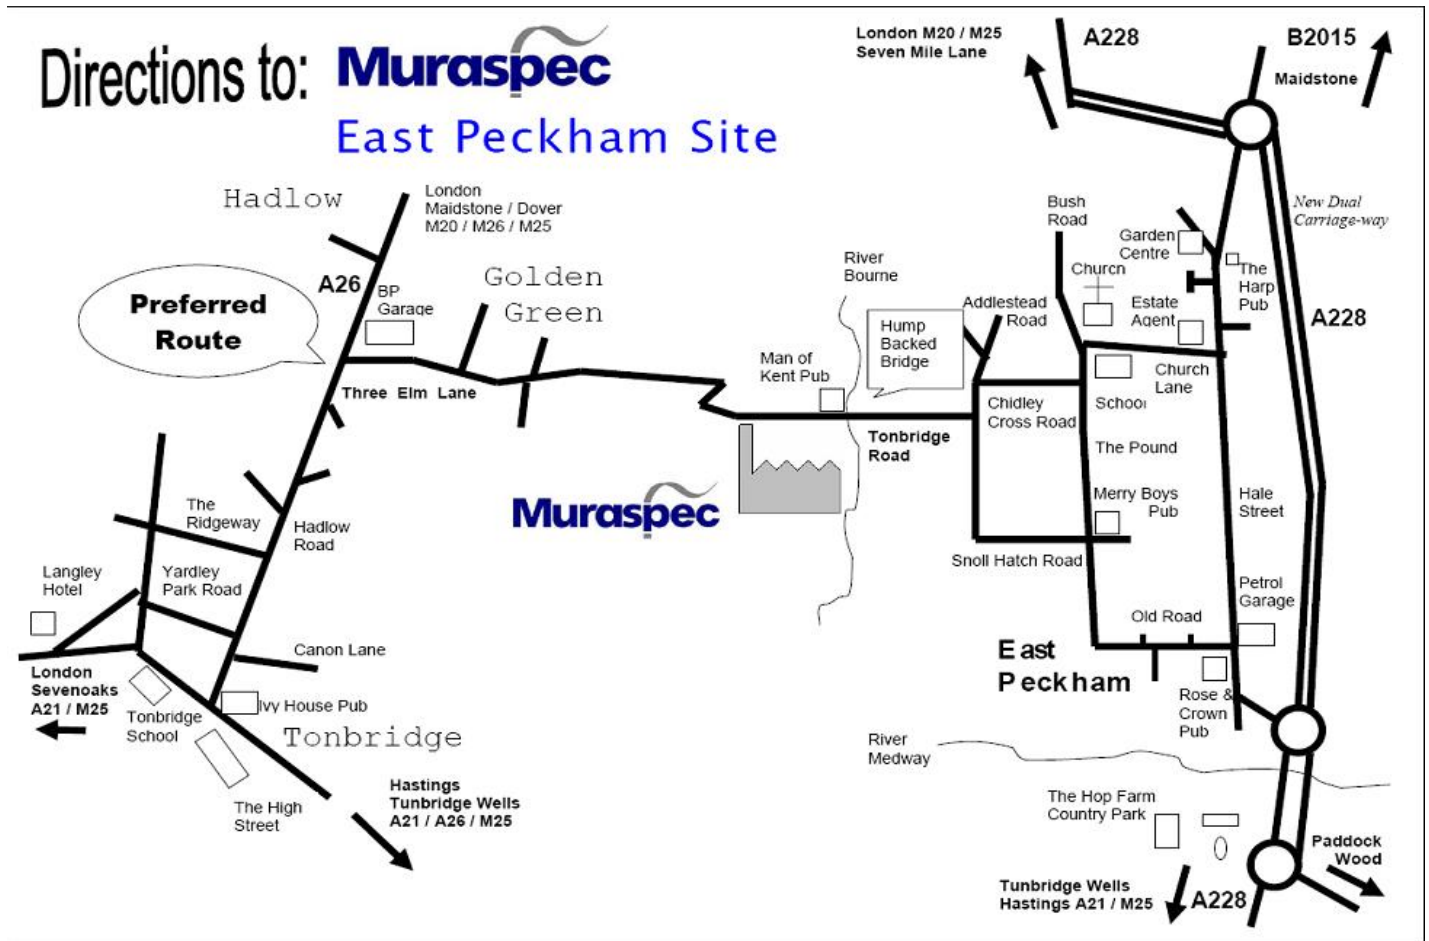 Directions to:
Muraspec
East Peckham Site
London M20 / M25
Seven Mile Lane
A228
B2015
Maidstone
Hadlow
London
Maidstone / Dover
M20 / M26 / M25
New Dual
Carriage-way
Bush
Road
Garden
Centre
River
Bourne
Golden
Green
A26
BP
Garage
Preferred
Route
Church
The
Harp
Pub
Addlestead
Road
Estate
Agent
A228
Hump
Backed
Bridge
Man of
Kent Pub
Three Elm Lane
Church
Lane
School
Chidley
Cross Road
Tonbridge
Road
The Pound
Merry Boys
Pub
Hale
Street
Muraspec
The
Ridgeway
Hadlow
Road
Snoll Hatch Road
Langley
Hotel
Yardley
Park Road
Petrol
Garage
Old Road
Canon Lane
East
Peckham
London
Sevenoaks
A21 / M25
Ivy House Pub
Rose &
Crown
Pub
Tonbridge
School
Tonbridge
River
Medway
Hastings
Tunbridge Wells
A21 / A26 / M25
The High
Street
The Hop Farm
Country Park
Paddock
Wood
Tunbridge Wells
Hastings A21 / M25
A228